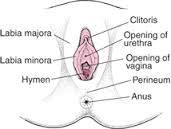 Clitoris
Labia majora
Opening of
urethra
Labia minora
Opening of
vagina
Hymen
Perineum
Anus